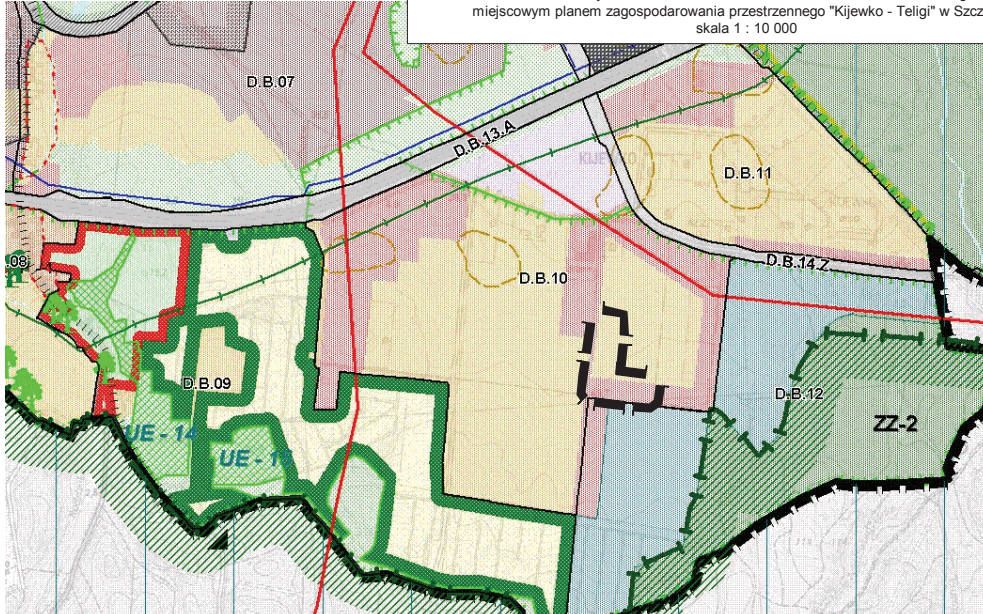 miejscowym planem zagospodarowania przestrzennego "Kijewko - Teligi" w Szcz
skala 1 : 10 000
D.B.07
D.B.13.A
KIJEWO
D.B.11
D.B.14.Z
.08
D.B.10
D.B.09
D.B.12
ZZ-2
UE - 14
UE - 15